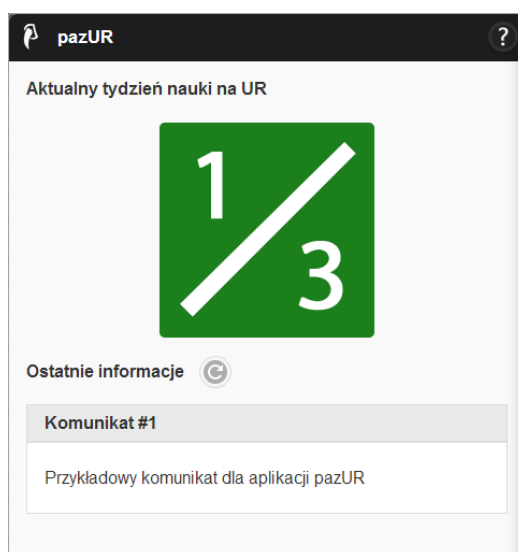 pazUR
?
Aktualny tydzień nauki na UR
1
3
Ostatnie informacje
Komunikat #1
Przykładowy komunikat dla aplikacji pazUR